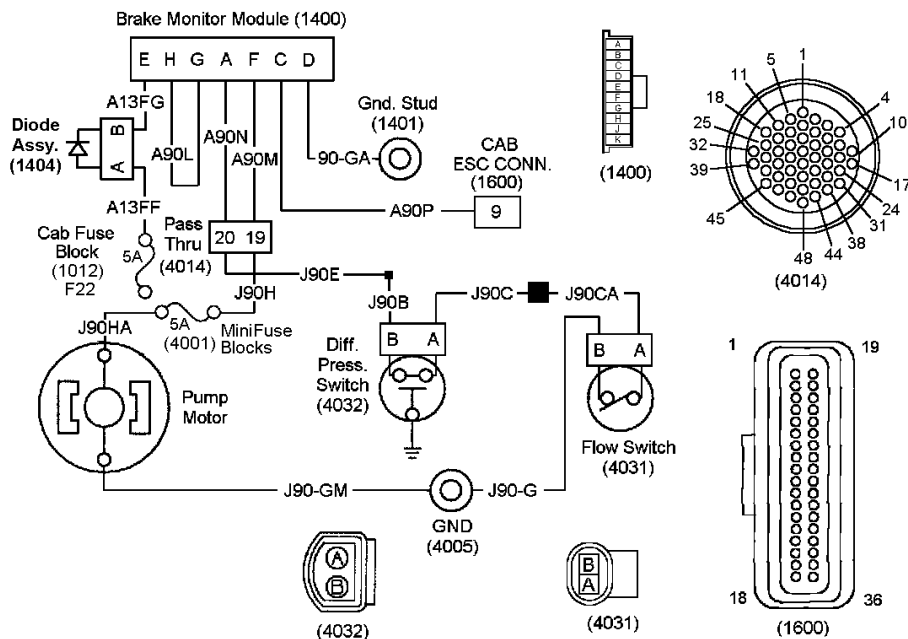 Brake Monitor Module (1400)
E H G A F C D
A13FG
Diode
Assy.
(1404)
B
A
A90L
A90N
A90M
90-GA
Gnd. Stud
(1401)
CAB
ESC CONN.
(1600)
A90P
9
A13FF
Cab Fuse
Block
(1012)
F22
5A
Pass
Thru
(4014)
20 19
J90E
J90H
J90HA
5A
(4001)
MiniFuse
Blocks
J90B
J90C
J90CA
Diff.
Press.
Switch
(4032)
B A
B A
Pump
Motor
Flow Switch
(4031)
J90-GM
J90-G
GND
(4005)
A
B
(4032)
B
A
(4031)
A
B
C
D
E
F
G
H
J
K
(1400)
1
5
11
18
25
32
39
45
4
10
17
24
31
38
44
48
(4014)
1
19
18
36
(1600)